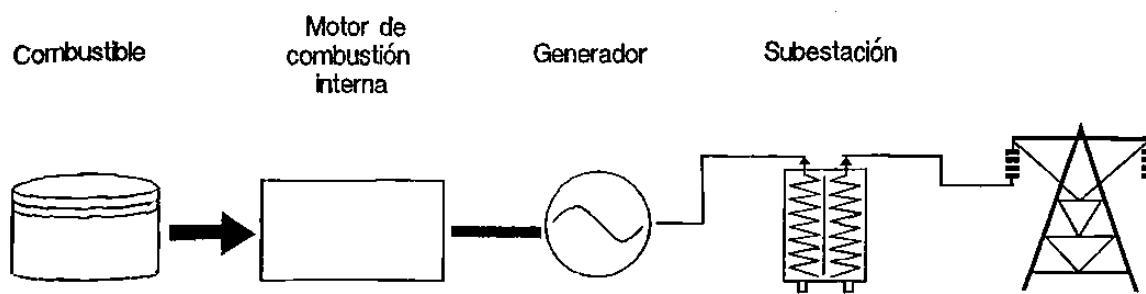 Combustible
Motor de
combustión
interna
Generador
Subestación